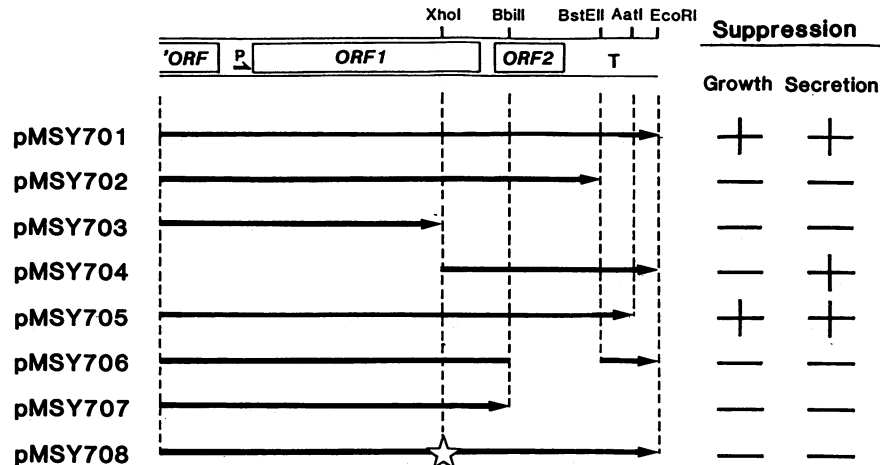 XhoI BbiII BstEII AatI EcoRI
Suppression
'ORF P ORF1 ORF2 T
Growth Secretion
pMSY701 + +
pMSY702 — —
pMSY703 — —
pMSY704 — +
pMSY705 + +
pMSY706 — —
pMSY707 — —
pMSY708 — —